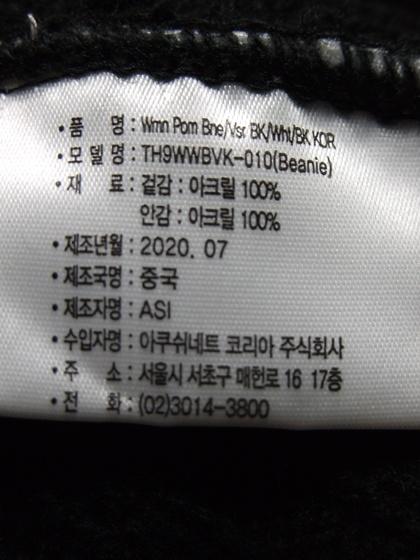 • 품 명 : Wmn Pom Bne/Vsr BK/Wht/BK KOR
• 모 델 명 : TH9WWBVK-010(Beanie)
• 재 료 : 겉감 : 아크릴 100%
안감 : 아크릴 100%
• 제조년월 : 2020. 07
• 제조국명 : 중국
• 제조자명 : ASI
• 수입자명 : 아쿠쉬네트 코리아 주식회사
• 주 소 : 서울시 서초구 매헌로 16 17층
• 전 화 : (02)3014-3800